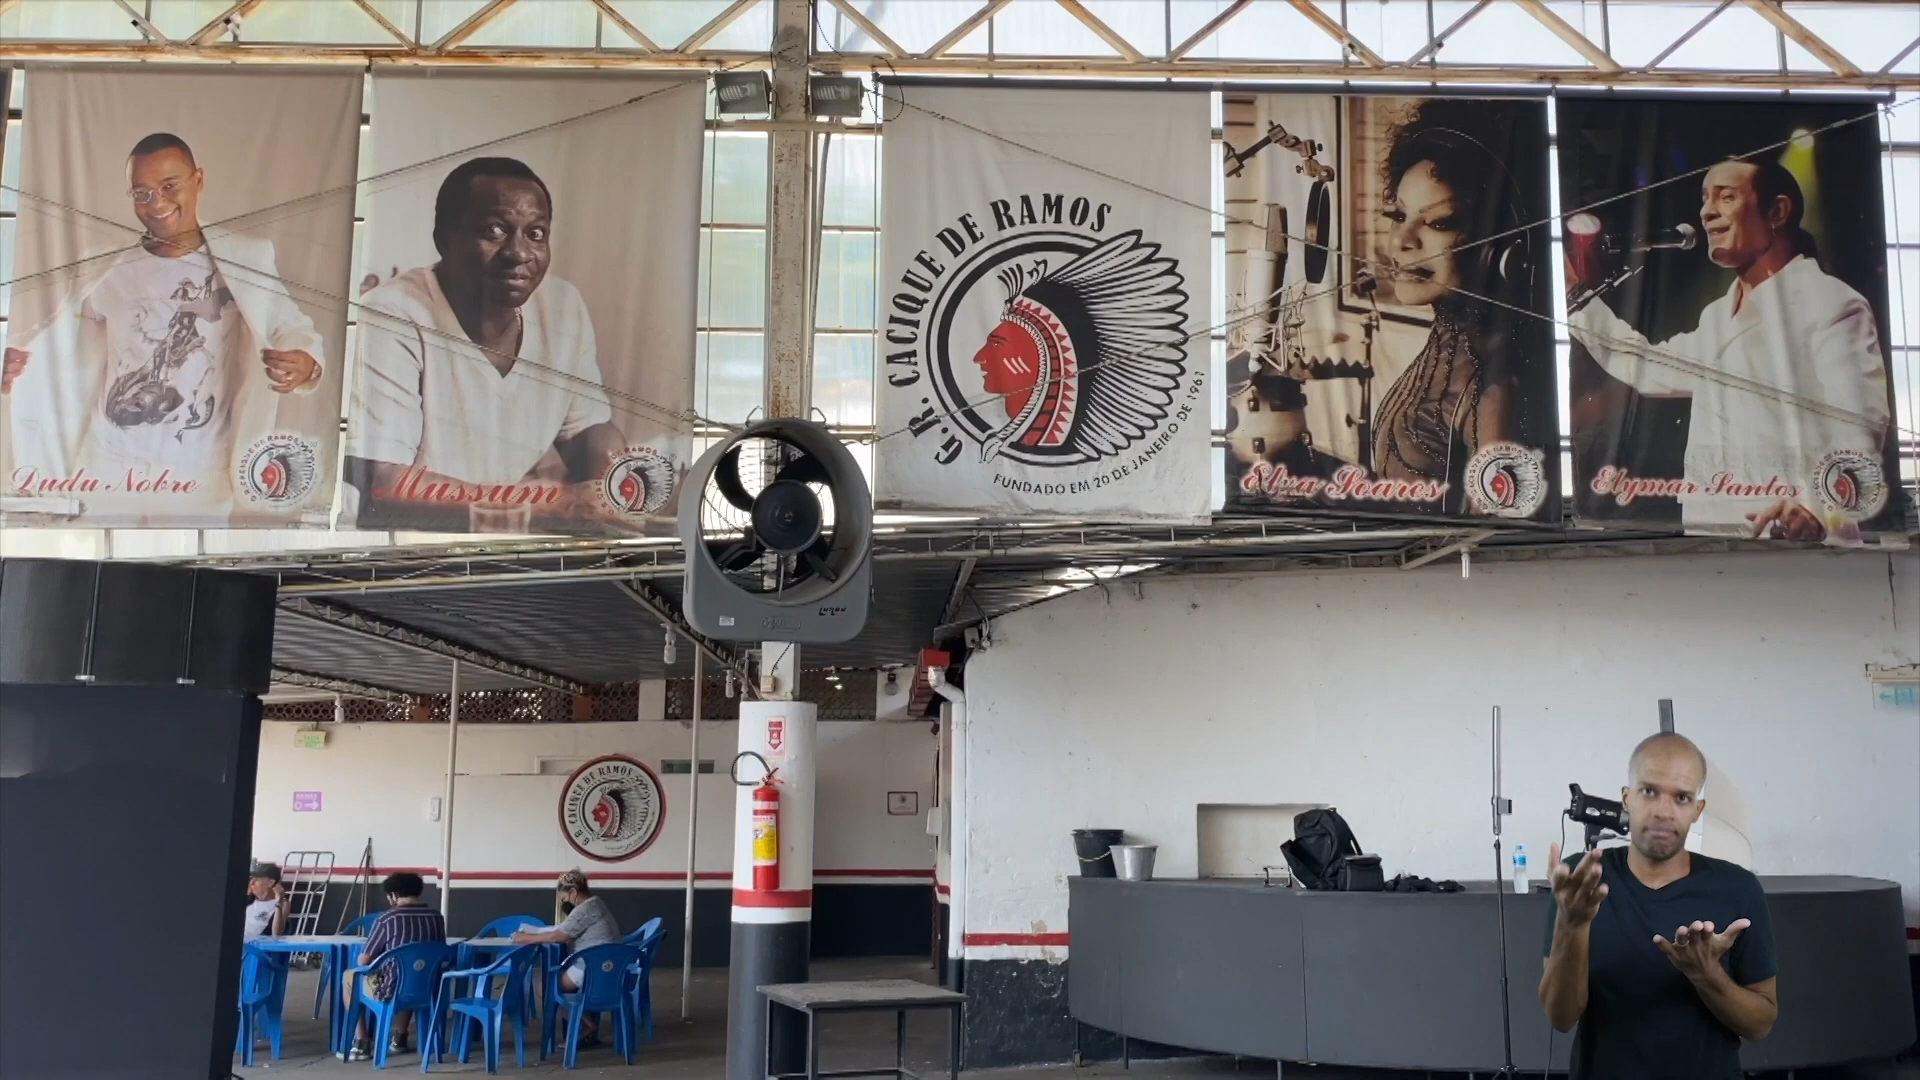 Dudu Nobre
Mussum
G.R. CACIQUE DE RAMOS
FUNDADO EM 20 DE JANEIRO DE 1961
Elza Soares
Elymar Santos
G.R. CACIQUE DE RAMOS